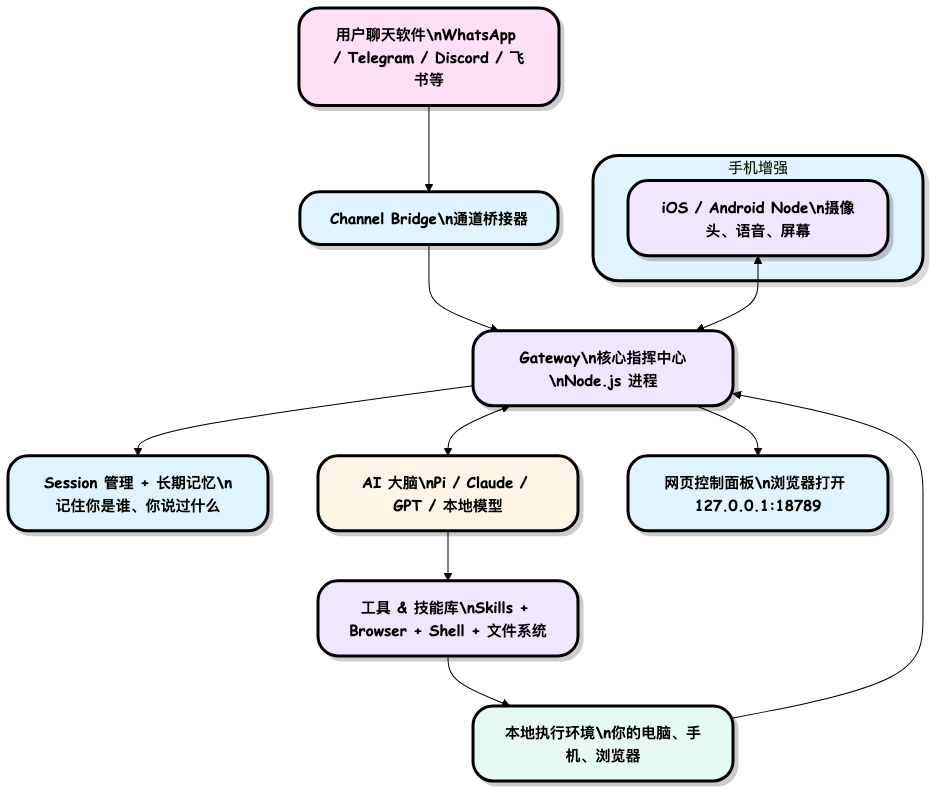 用户聊天软件\nWhatsApp
/ Telegram / Discord / 飞
书等
手机增强
iOS / Android Node\n摄像
头、语音、屏幕
Channel Bridge\n通道桥接器
Gateway\n核心指挥中心
\nNode.js 进程
Session 管理 + 长期记忆\n
记住你是谁、你说过什么
AI 大脑\nPi / Claude /
GPT / 本地模型
网页控制面板\n浏览器打开
127.0.0.1:18789
工具 & 技能库\nSkills +
Browser + Shell + 文件系统
本地执行环境\n你的电脑、手
机、浏览器